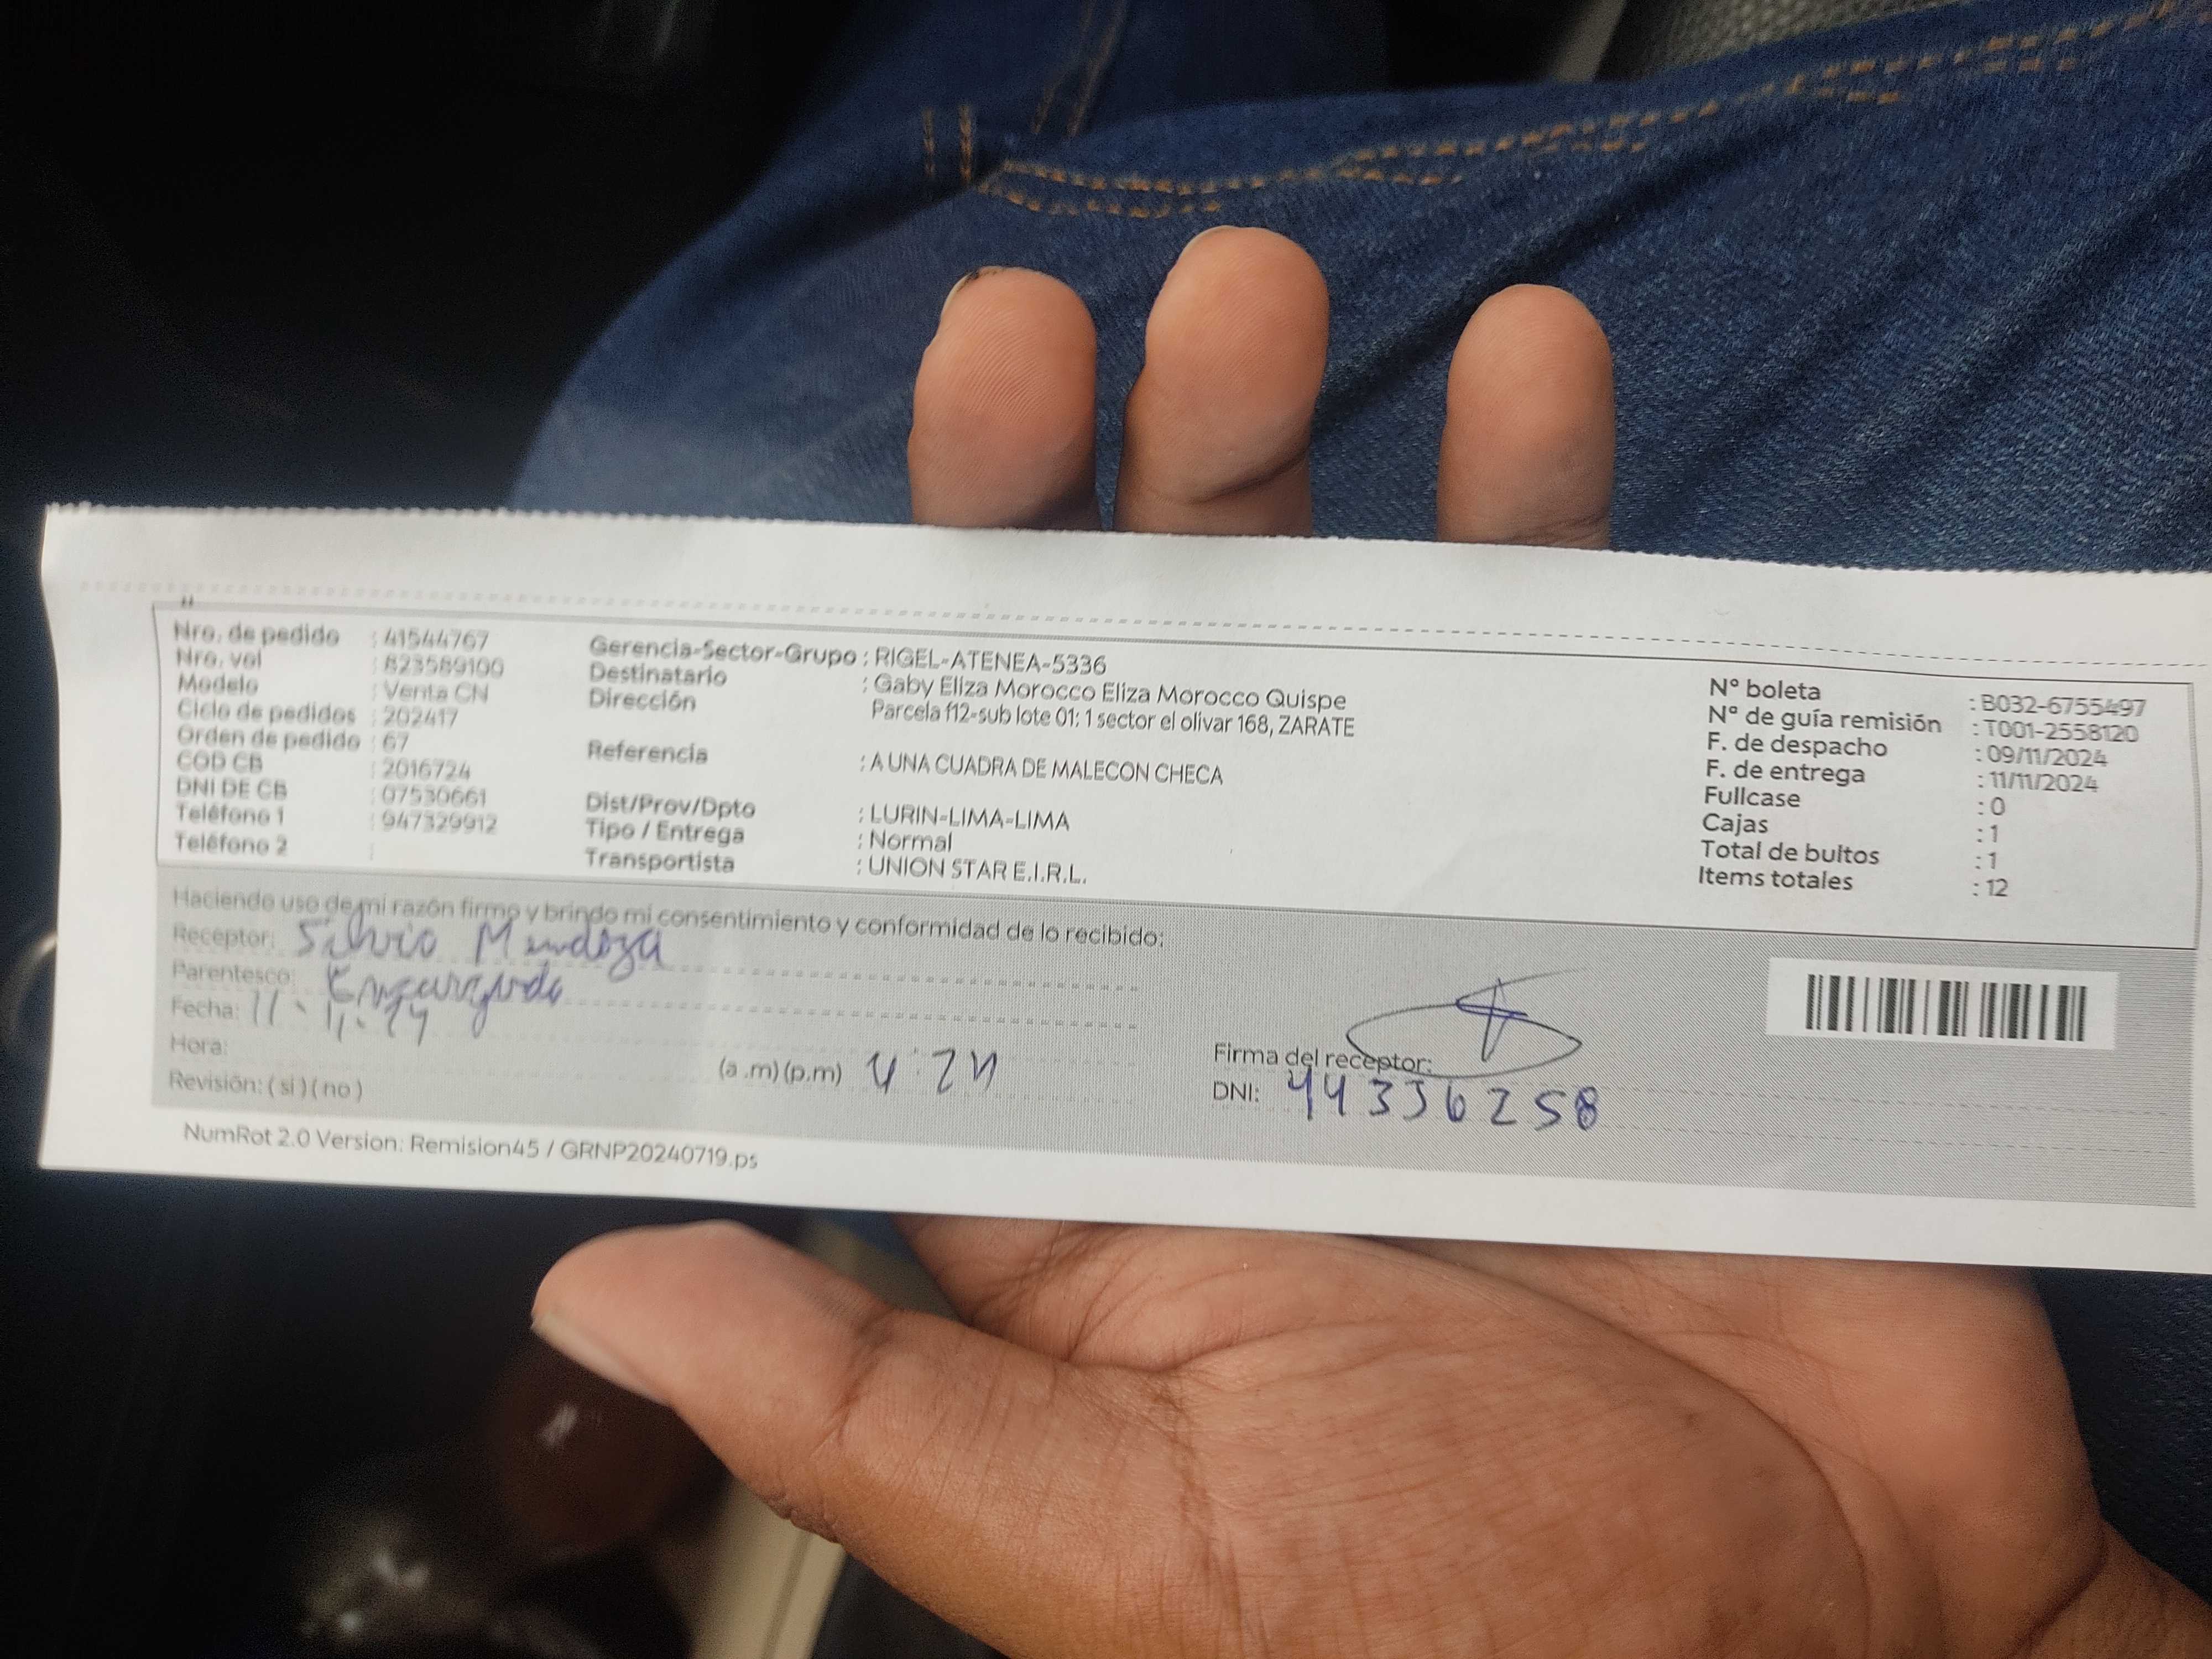 Nro. de pedido : 41544767
Nro. vol : 823589100
Modelo : Venta CN
Ciclo de pedidos : 202417
Orden de pedido : 67
COD CB : 2016724
DNI DE CB : 07530661
Teléfono 1 : 947329912
Teléfono 2 :
Gerencia-Sector-Grupo : RIGEL-ATENEA-5336
Destinatario : Gaby Eliza Morocco Eliza Morocco Quispe
Dirección Parcela f12-sub lote 01: 1 sector el olivar 168, ZARATE
Referencia : A UNA CUADRA DE MALECON CHECA
Dist/Prov/Dpto : LURIN-LIMA-LIMA
Tipo / Entrega : Normal
Transportista : UNION STAR E.I.R.L.
N° boleta : B032-6755497
N° de guía remisión : T001-2558120
F. de despacho : 09/11/2024
F. de entrega : 11/11/2024
Fullcase : 0
Cajas : 1
Total de bultos : 1
Items totales : 12
Haciendo uso de mi razón firmo y brindo mi consentimiento y conformidad de lo recibido:
Receptor: Silvio Mendoza
Parentesco: Encargado
Fecha: 11-11-24
Hora: (a .m) (p.m) 4:24
Revisión: ( si ) ( no )
Firma del receptor:
DNI: 44336258
NumRot 2.0 Version: Remision45 / GRNP20240719.ps